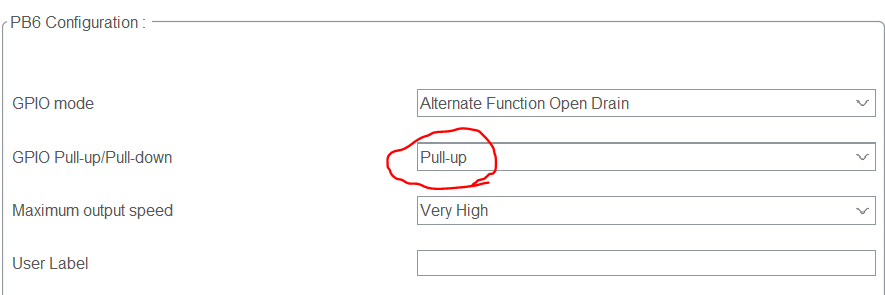 PB6 Configuration :
GPIO mode Alternate Function Open Drain
GPIO Pull-up/Pull-down Pull-up
Maximum output speed Very High
User Label